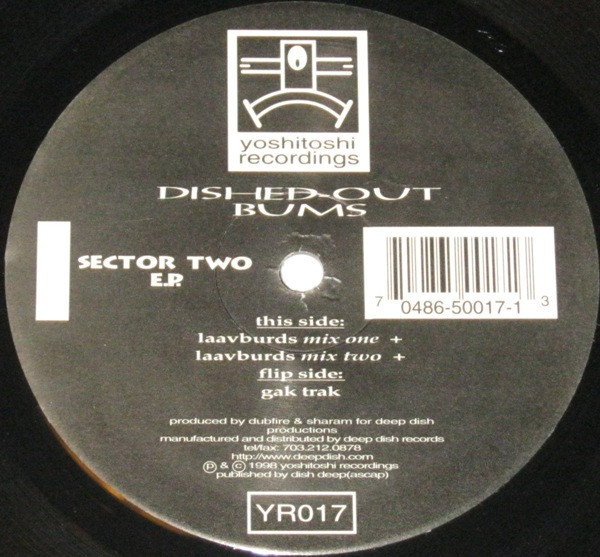 yoshitoshi
recordings
DISHED-OUT
BUMS
SECTOR TWO
E.P.
7 0486-50017-1 3
this side:
laavburds mix one +
laavburds mix two +
flip side:
gak trak
produced by dubfire & sharam for deep dish
productions
manufactured and distributed by deep dish records
tel/fax: 703.212.0878
http://www.deepdish.com
℗ & © 1998 yoshitoshi recordings
published by dish deep(ascap)
YR017